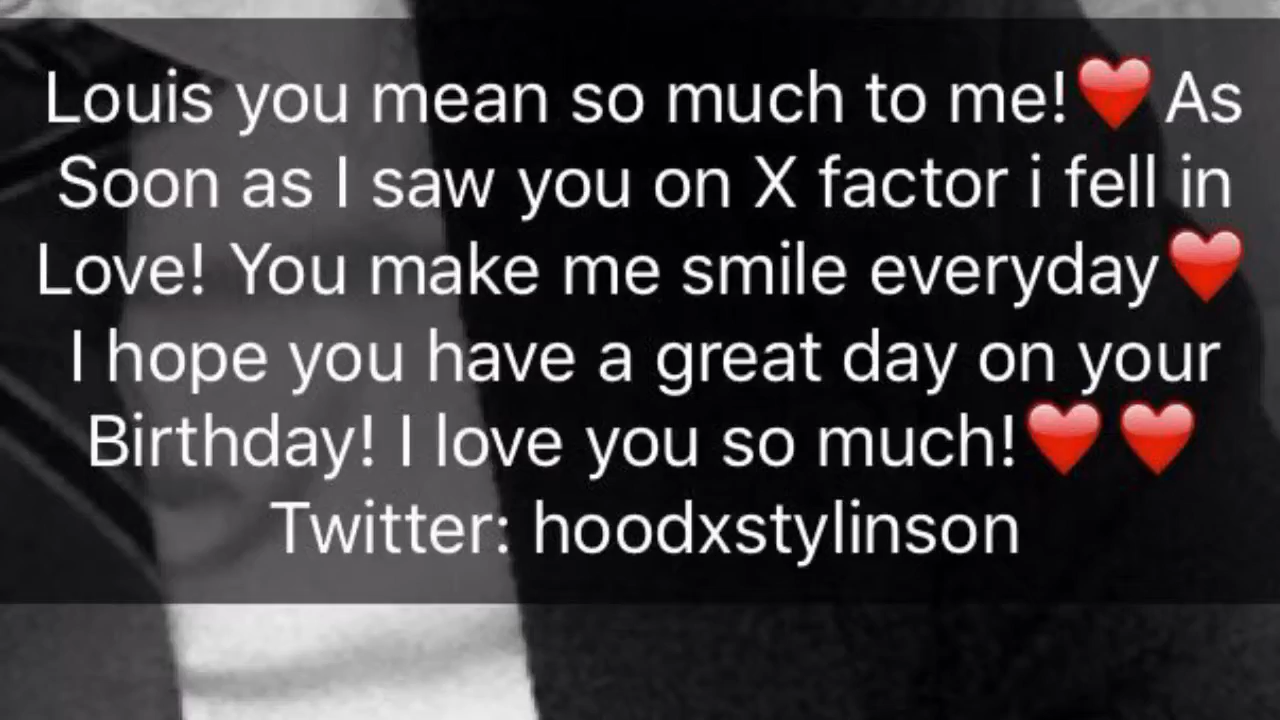 Louis you mean so much to me!❤️ As
Soon as I saw you on X factor i fell in
Love! You make me smile everyday❤️
I hope you have a great day on your
Birthday! I love you so much!❤️❤️
Twitter: hoodxstylinson